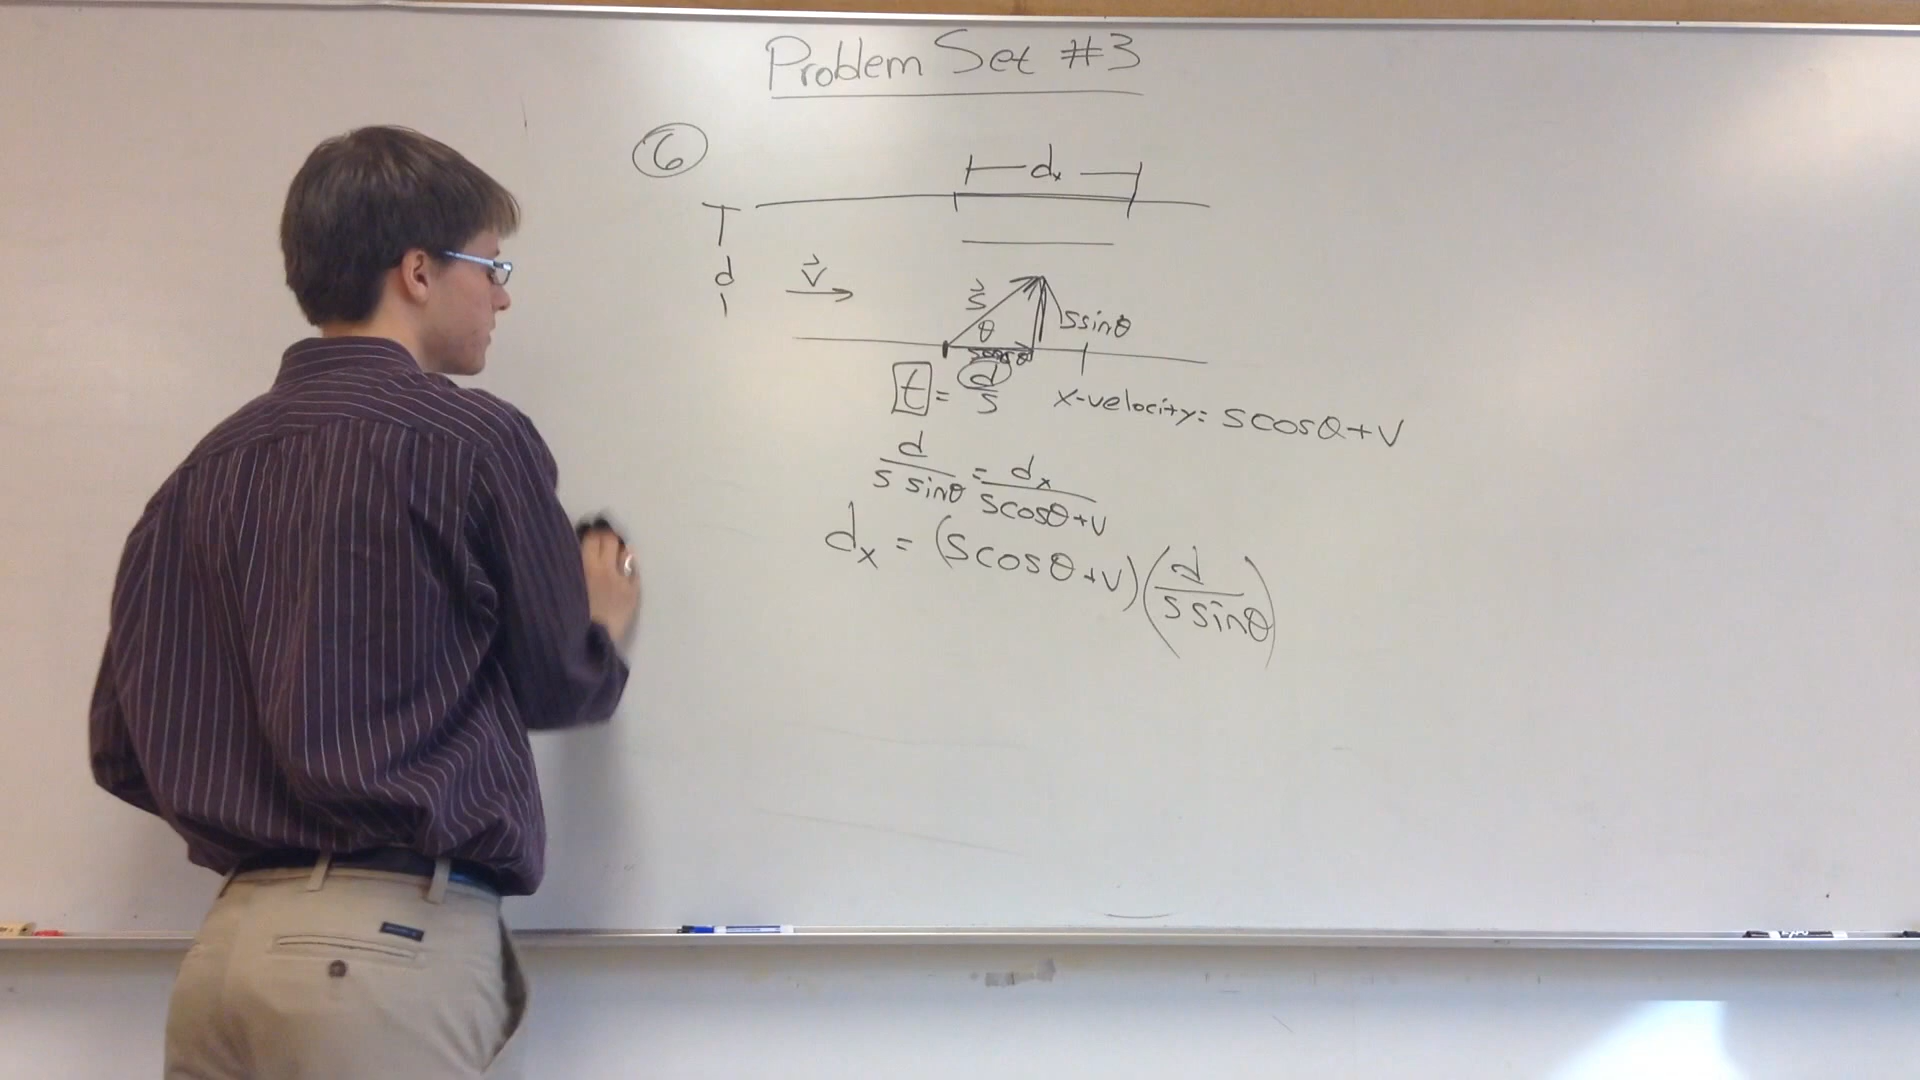 Problem Set #3
6
dₓ
d
v⃗
s⃗
θ
s sinθ
s cosθ
t = d/s
x-velocity: s cosθ + v
d/(s sinθ) = dₓ/(s cosθ + v)
dₓ = (s cosθ + v)(d/(s sinθ))